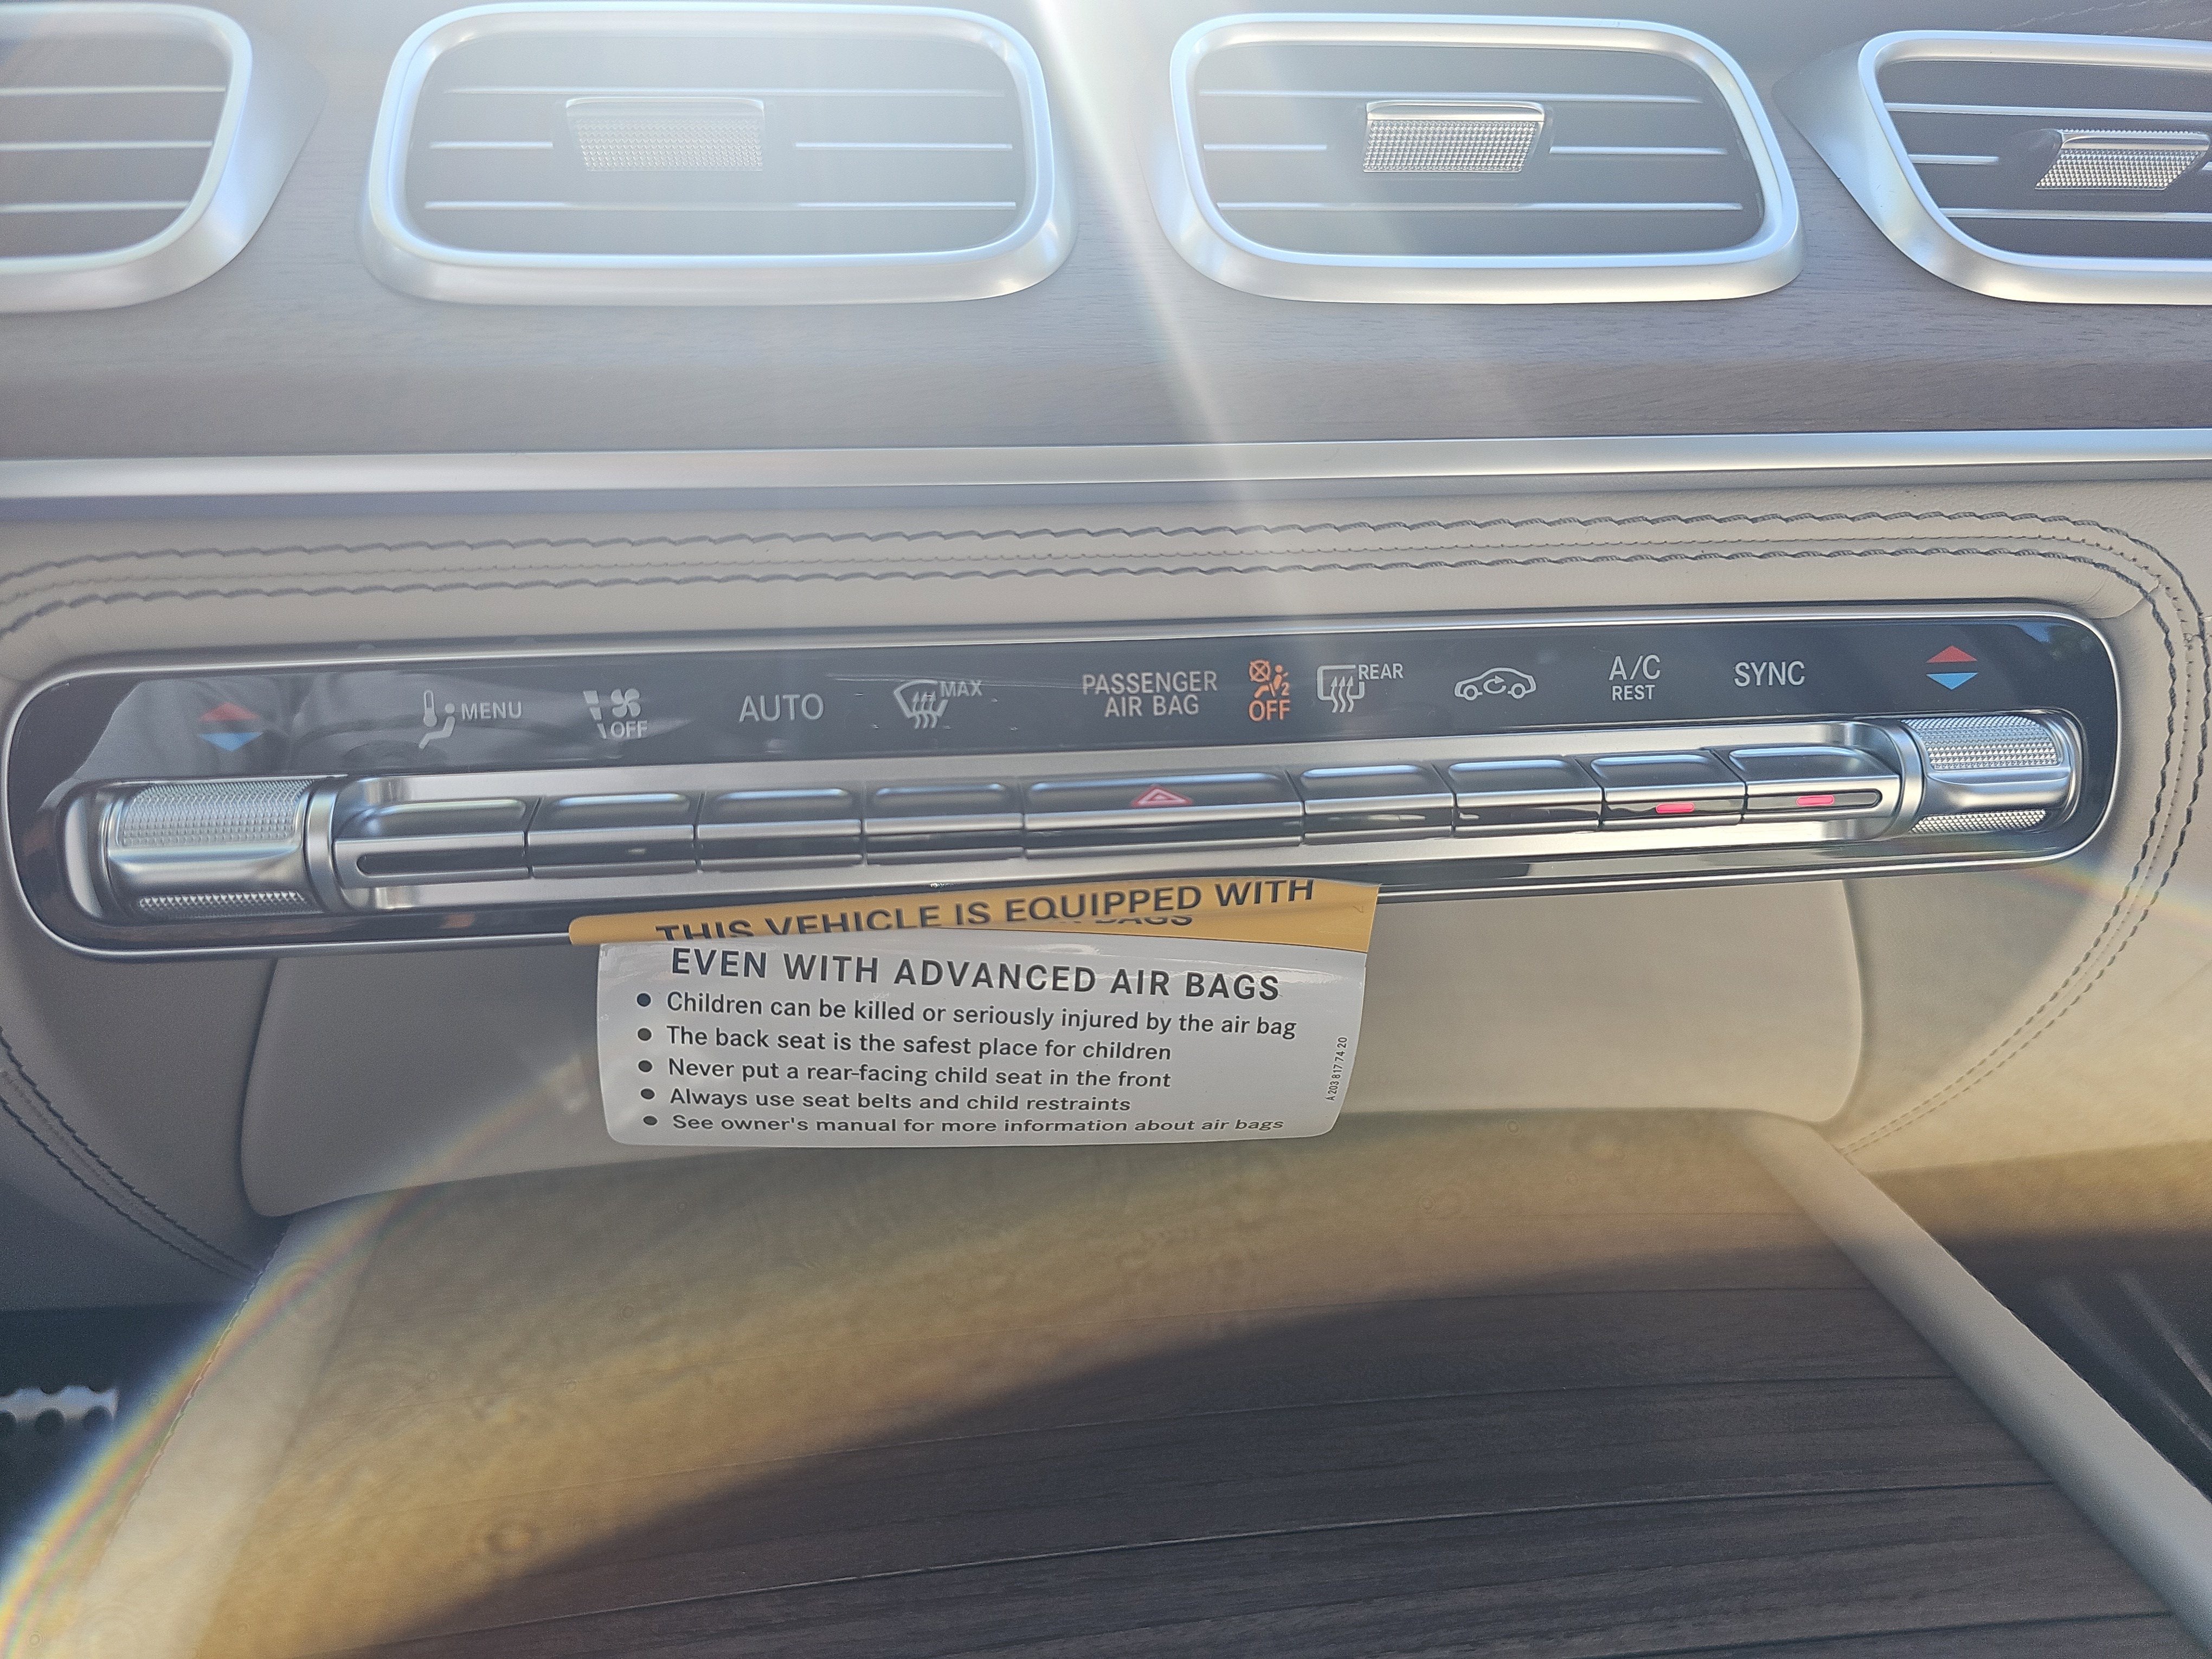 MENU
OFF
AUTO
MAX
PASSENGER
AIR BAG
2
OFF
REAR
A/C
REST
SYNC
THIS VEHICLE IS EQUIPPED WITH
BAGS
EVEN WITH ADVANCED AIR BAGS
• Children can be killed or seriously injured by the air bag
• The back seat is the safest place for children
• Never put a rear-facing child seat in the front
• Always use seat belts and child restraints
• See owner's manual for more information about air bags
A 203 817 74 20